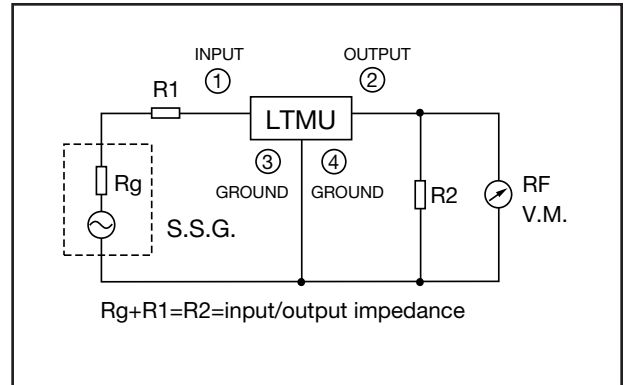 INPUT
OUTPUT
① ②
R1
LTMU
③ ④
Rg
GROUND GROUND
R2
RF
V.M.
S.S.G.
Rg+R1=R2=input/output impedance